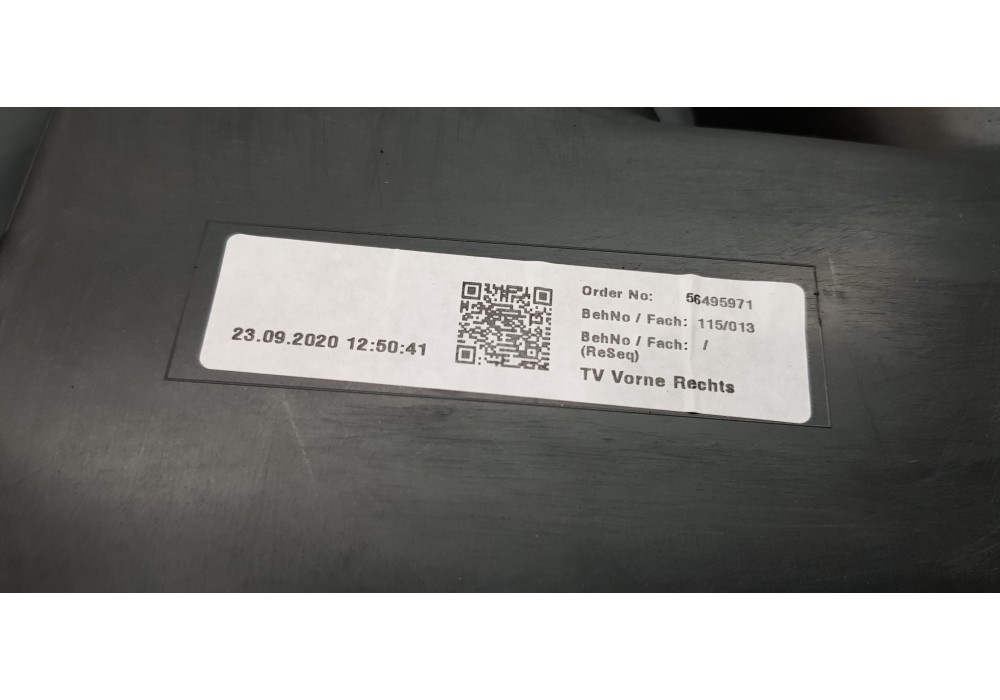 23.09.2020 12:50:41
Order No: 56495971
BehNo / Fach: 115/013
BehNo / Fach: /
(ReSeq)
TV Vorne Rechts